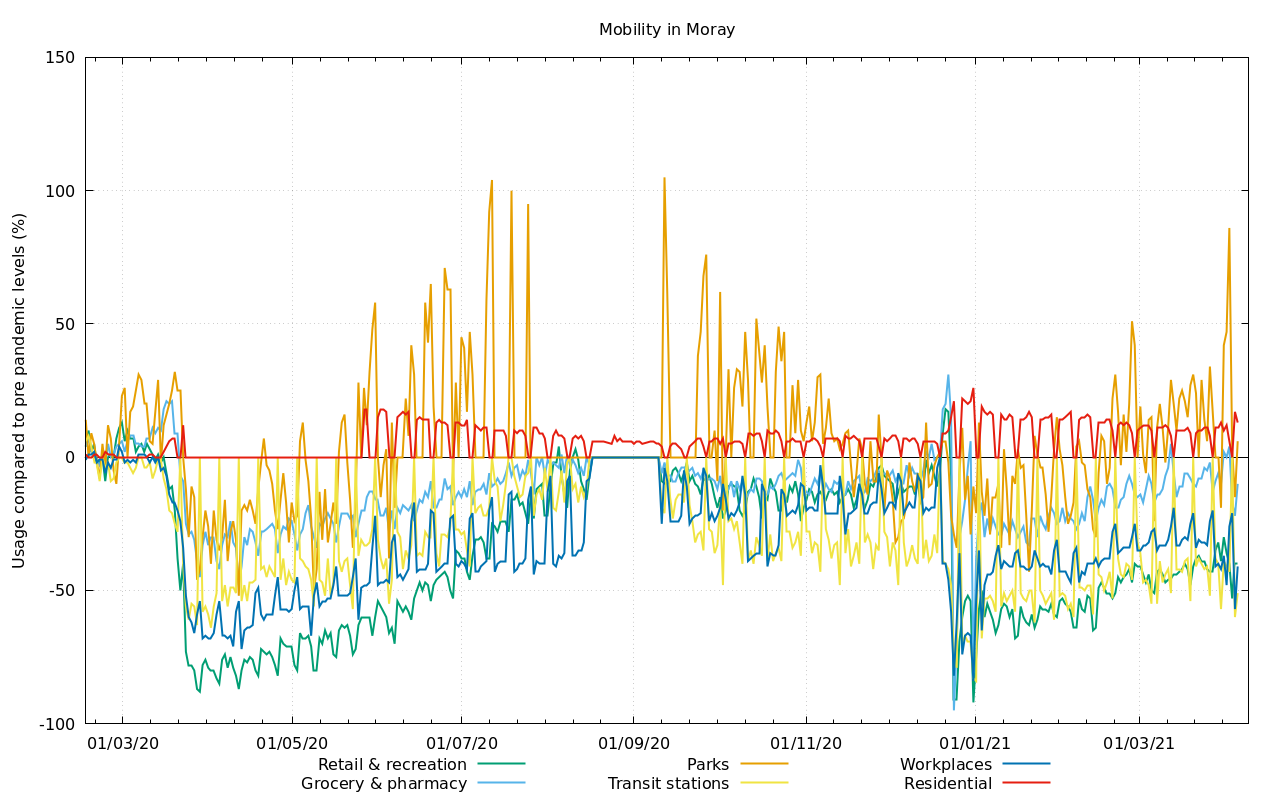 Mobility in Moray
Usage compared to pre pandemic levels (%)
150
100
50
0
-50
-100
01/03/20 01/05/20 01/07/20 01/09/20 01/11/20 01/01/21 01/03/21
Retail & recreation Parks Workplaces
Grocery & pharmacy Transit stations Residential